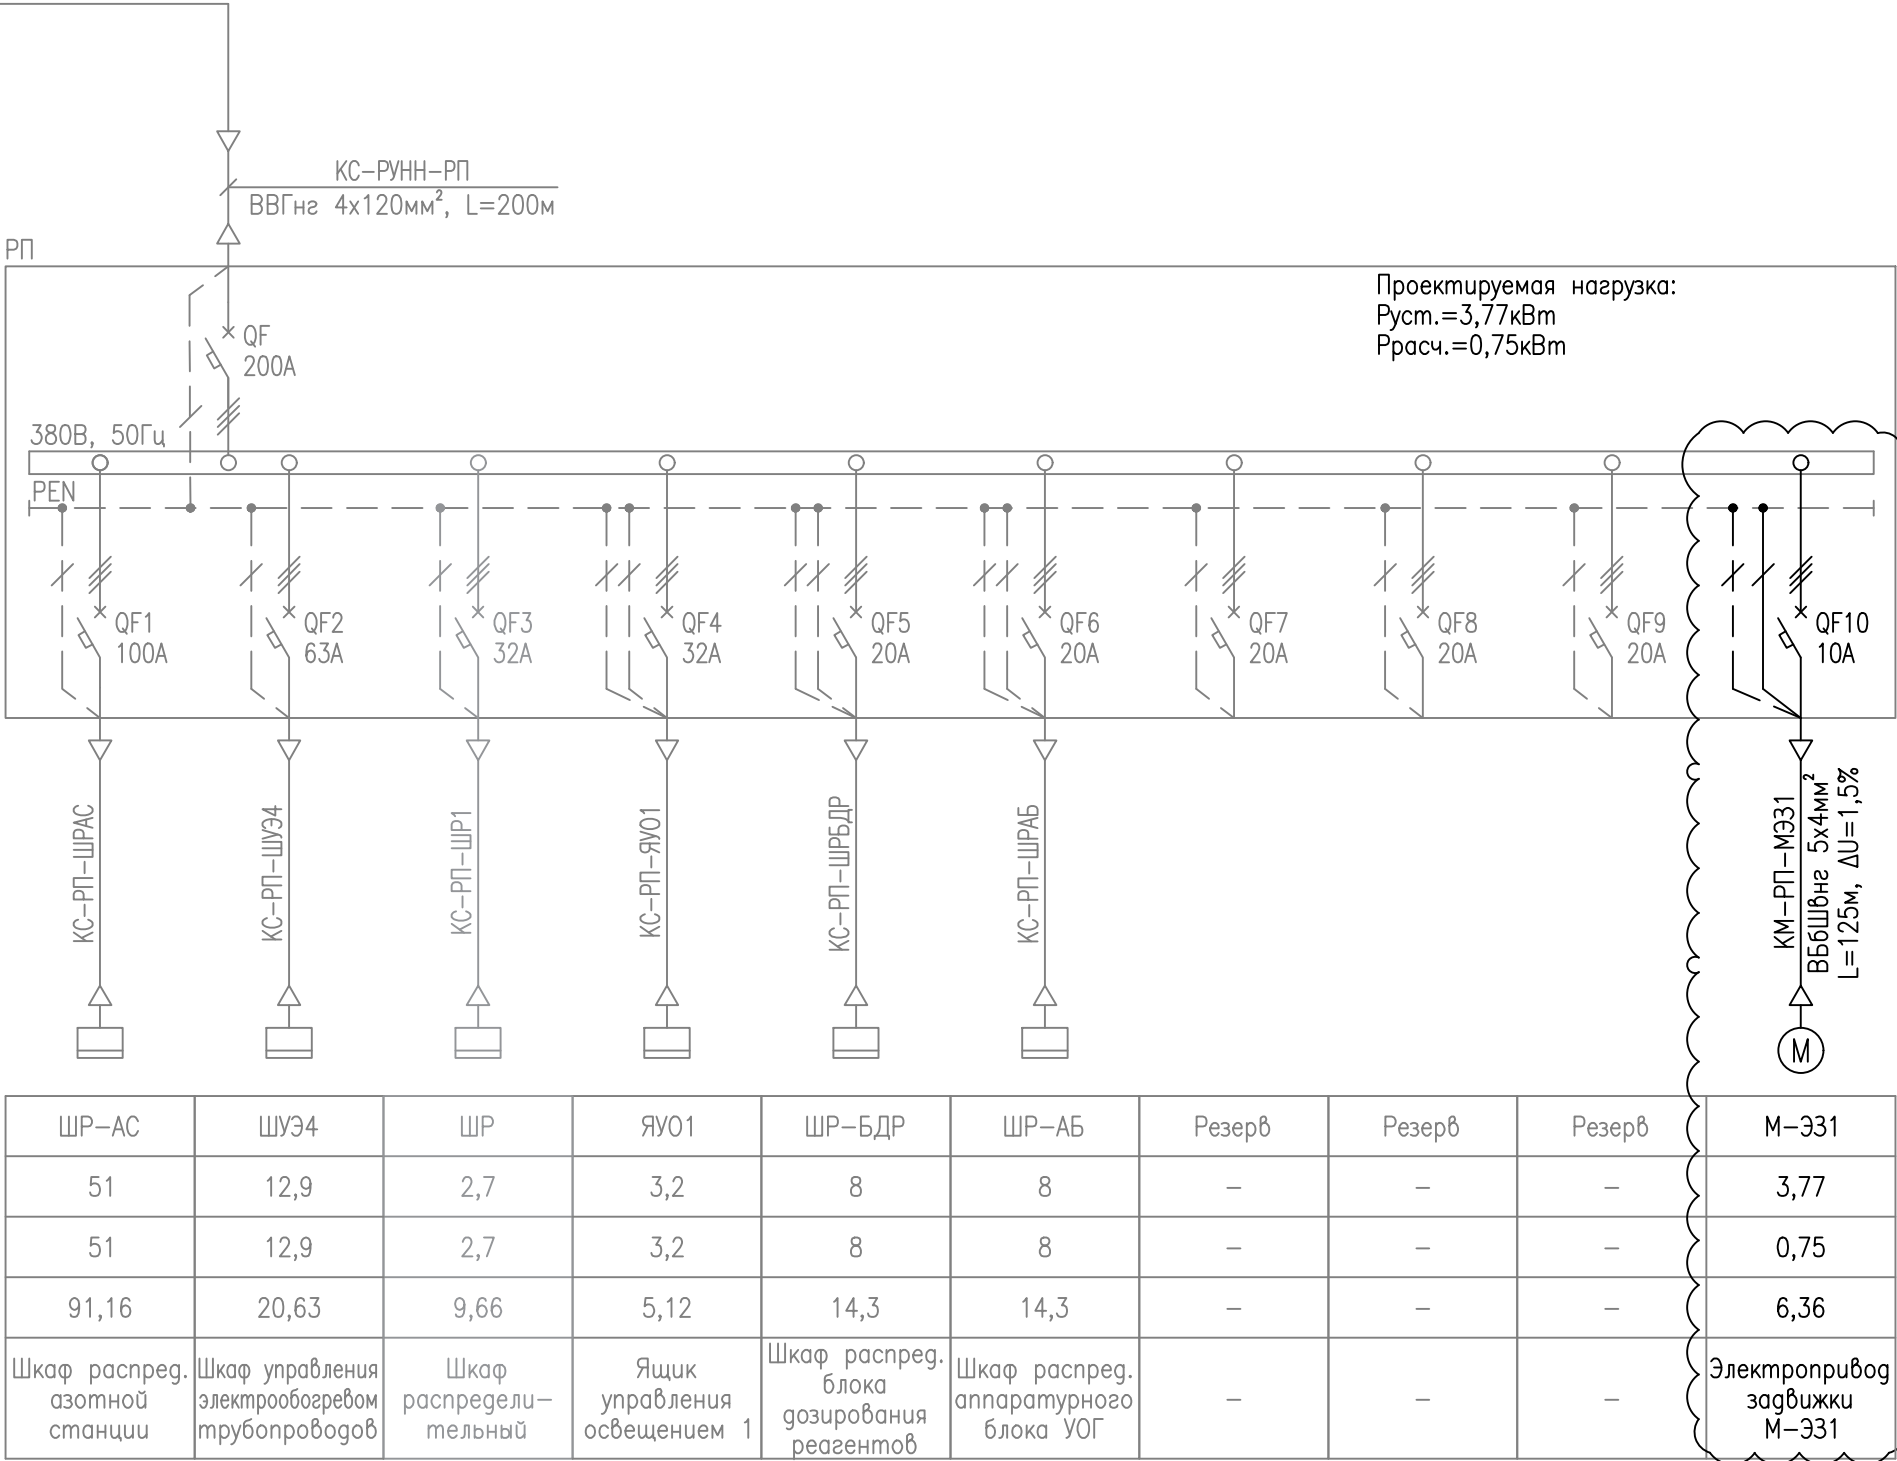 КС-РУНН-РП
ВВГнг 4х120мм², L=200м
РП
Проектируемая нагрузка:
Руст.=3,77кВт
Ррасч.=0,75кВт
QF
200А
380В, 50Гц
PEN
QF1
100А
QF2
63А
QF3
32А
QF4
32А
QF5
20А
QF6
20А
QF7
20А
QF8
20А
QF9
20А
QF10
10А
КС-РП-ШРАС
КС-РП-ШУЭ4
КС-РП-ШР1
КС-РП-ЯУО1
КС-РП-ШРБДР
КС-РП-ШРАБ
КМ-РП-МЭ31
ВБбШвнг 5х4мм²
L=125м, ΔU=1,5%
М
ШР-АС ШУЭ4 ШР ЯУО1 ШР-БДР ШР-АБ Резерв Резерв Резерв М-ЭЗ1
51 12,9 2,7 3,2 8 8 - - - 3,77
51 12,9 2,7 3,2 8 8 - - - 0,75
91,16 20,63 9,66 5,12 14,3 14,3 - - - 6,36
Шкаф распред.
азотной
станции
Шкаф управления
электрообогревом
трубопроводов
Шкаф
распредели-
тельный
Ящик
управления
освещением 1
Шкаф распред.
блока
дозирования
реагентов
Шкаф распред.
аппаратурного
блока УОГ
-
-
-
Электропривод
задвижки
М-ЭЗ1